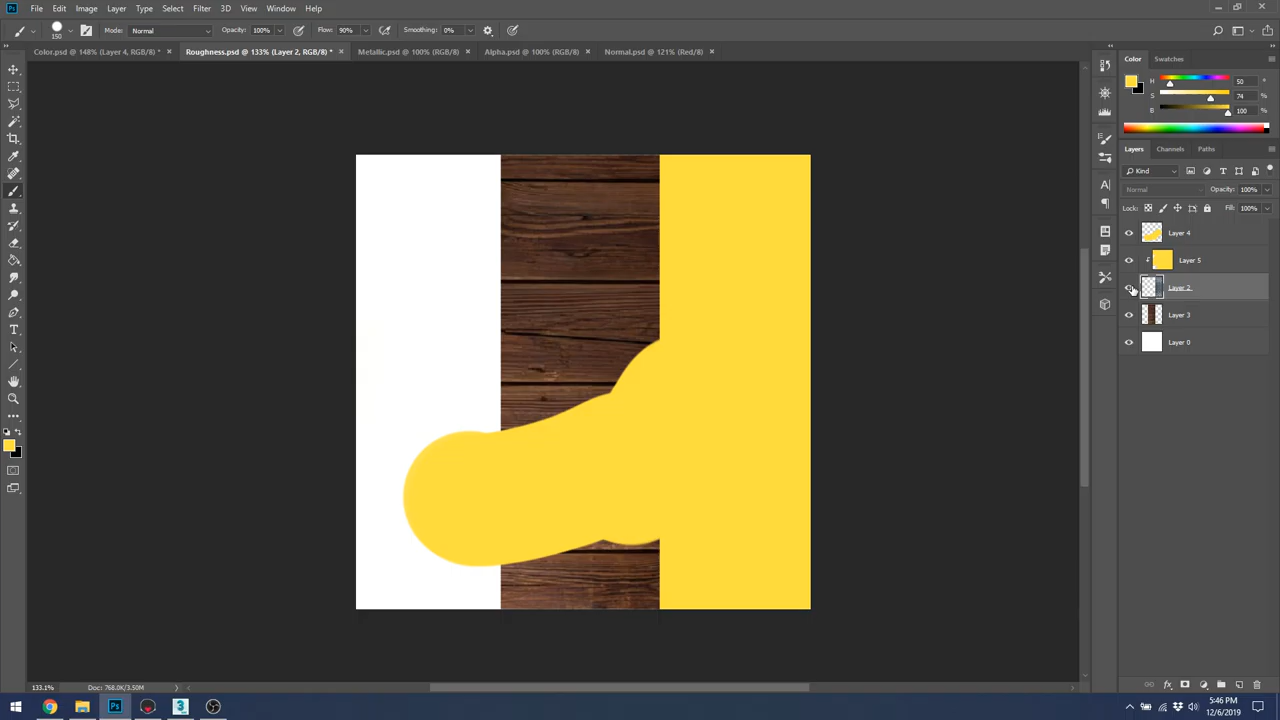 Ps File Edit Image Layer Type Select Filter 3D View Window Help
150 Mode: Normal Opacity: 100% Flow: 90% Smoothing: 0%
Color.psd @ 148% (Layer 4, RGB/8) * × Roughness.psd @ 133% (Layer 2, RGB/8) * × Metallic.psd @ 100% (RGB/8) × Alpha.psd @ 100% (RGB/8) × Normal.psd @ 121% (Red/8) ×
Color Swatches
H 50 °
S 74 %
B 100 %
Layers Channels Paths
Kind
Normal Opacity: 100%
Lock: Fill: 100%
Layer 4
Layer 5
Layer 2
Layer 3
Layer 0
133.1% Doc: 768.0K/3.50M
Ps 3
5:46 PM
12/6/2019